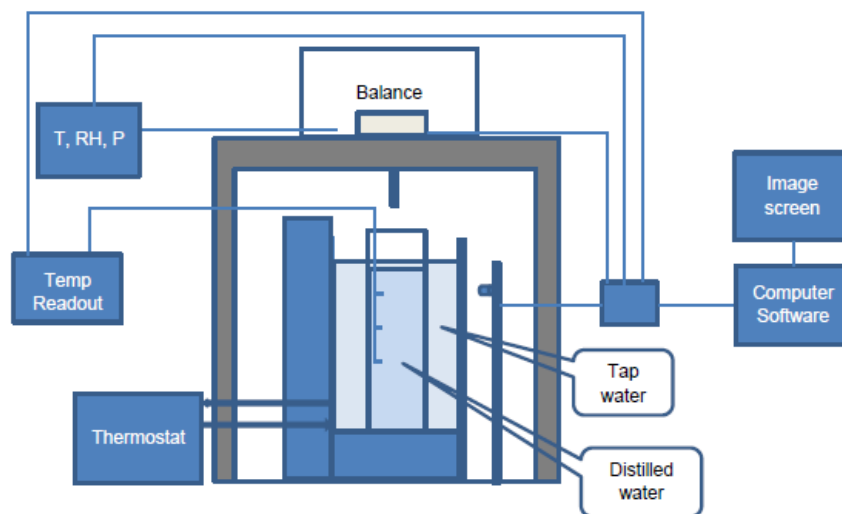 Balance
T, RH, P
Image
screen
Temp
Readout
Computer
Software
Tap
water
Thermostat
Distilled
water